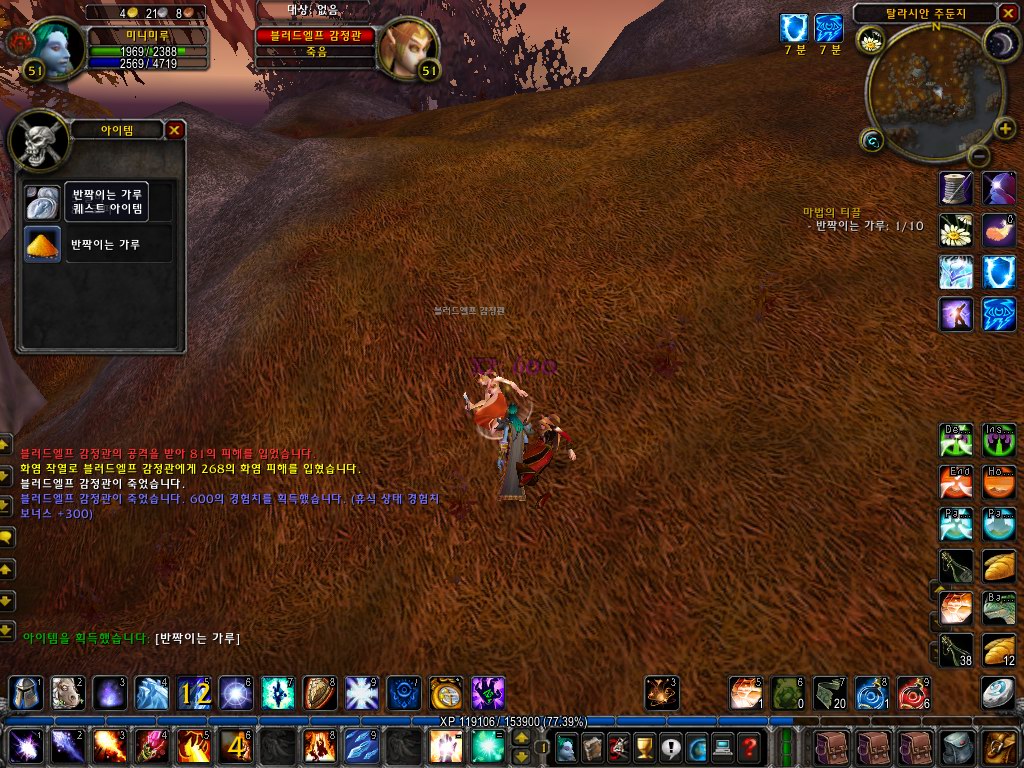 4 21 8
대상: 없음
탈라시안 주둔지
미니미루
블러드엘프 감정관
N
1969/2388
죽음
2569/4719
7 분 7 분
51
51
아이템
반짝이는 가루
퀘스트 아이템
반짝이는 가루
마법의 티끌
- 반짝이는 가루: 1/10
0
블러드엘프 감정관
De... Ins...
블러드엘프 감정관의 공격을 받아 81의 피해를 입었습니다.
화염 작열로 블러드엘프 감정관에게 268의 화염 피해를 입혔습니다.
블러드엘프 감정관이 죽었습니다.
블러드엘프 감정관이 죽었습니다. 600의 경험치를 획득했습니다. (휴식 상태 경험치
보너스 +300)
End Ho...
Pa... Pa...
Ba...
아이템을 획득했습니다: [반짝이는 가루]
38 12
12
XP 119106/153900 (77.39%)
4